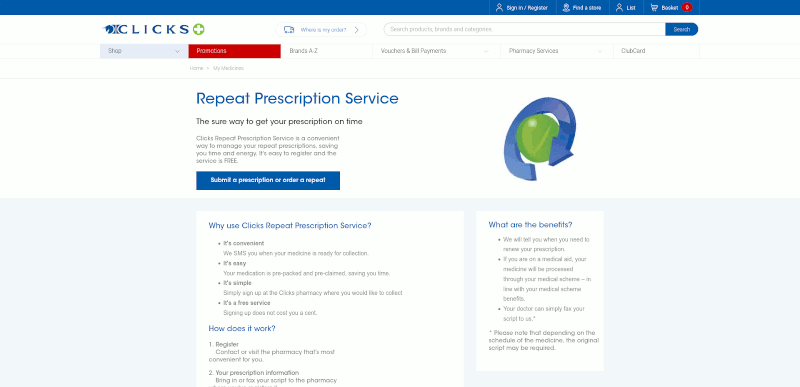 Sign in / Register
Find a store
List
Basket
0
CLICKS
Where is my order?
Search products, brands and categories
Search
Shop
Promotions
Brands A-Z
Vouchers & Bill Payments
Pharmacy Services
ClubCard
Home > My Medicines
Repeat Prescription Service
The sure way to get your prescription on time
Clicks Repeat Prescription Service is a convenient
way to manage your repeat prescriptions, saving
you time and energy. It's easy to register and the
service is FREE.
Submit a prescription or order a repeat
Why use Clicks Repeat Prescription Service?
• It's convenient
We SMS you when your medicine is ready for collection.
• It's easy
Your medication is pre-packed and pre-claimed, saving you time.
• It's simple
Simply sign up at the Clicks pharmacy where you would like to collect
• It's a free service
Signing up does not cost you a cent.
How does it work?
1. Register
Contact or visit the pharmacy that's most
convenient for you.
2. Your prescription information
Bring in or fax your script to the pharmacy
What are the benefits?
• We will tell you when you need to
renew your prescription.
• If you are on a medical aid, your
medicine will be processed
through your medical scheme – in
line with your medical scheme
benefits.
• Your doctor can simply fax your
script to us.*
* Please note that depending on the
schedule of the medicine, the original
script may be required.